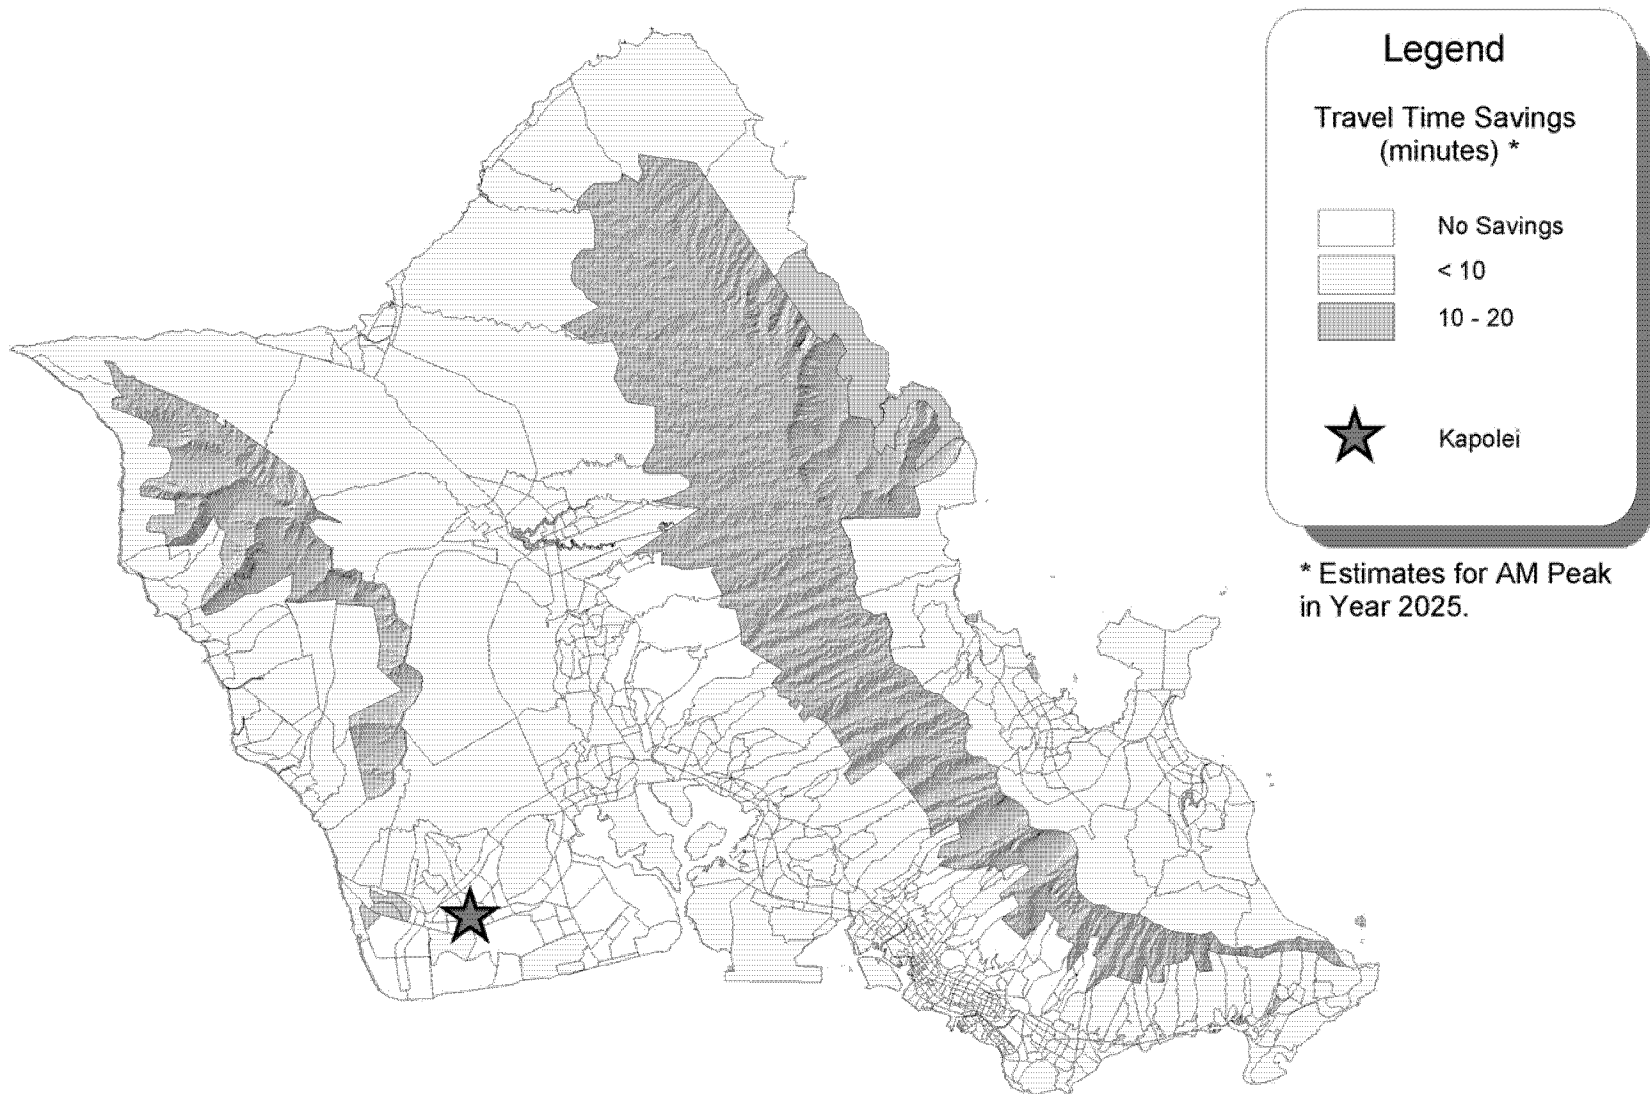 Legend
Travel Time Savings
(minutes) *
No Savings
< 10
10 - 20
Kapolei
* Estimates for AM Peak
in Year 2025.